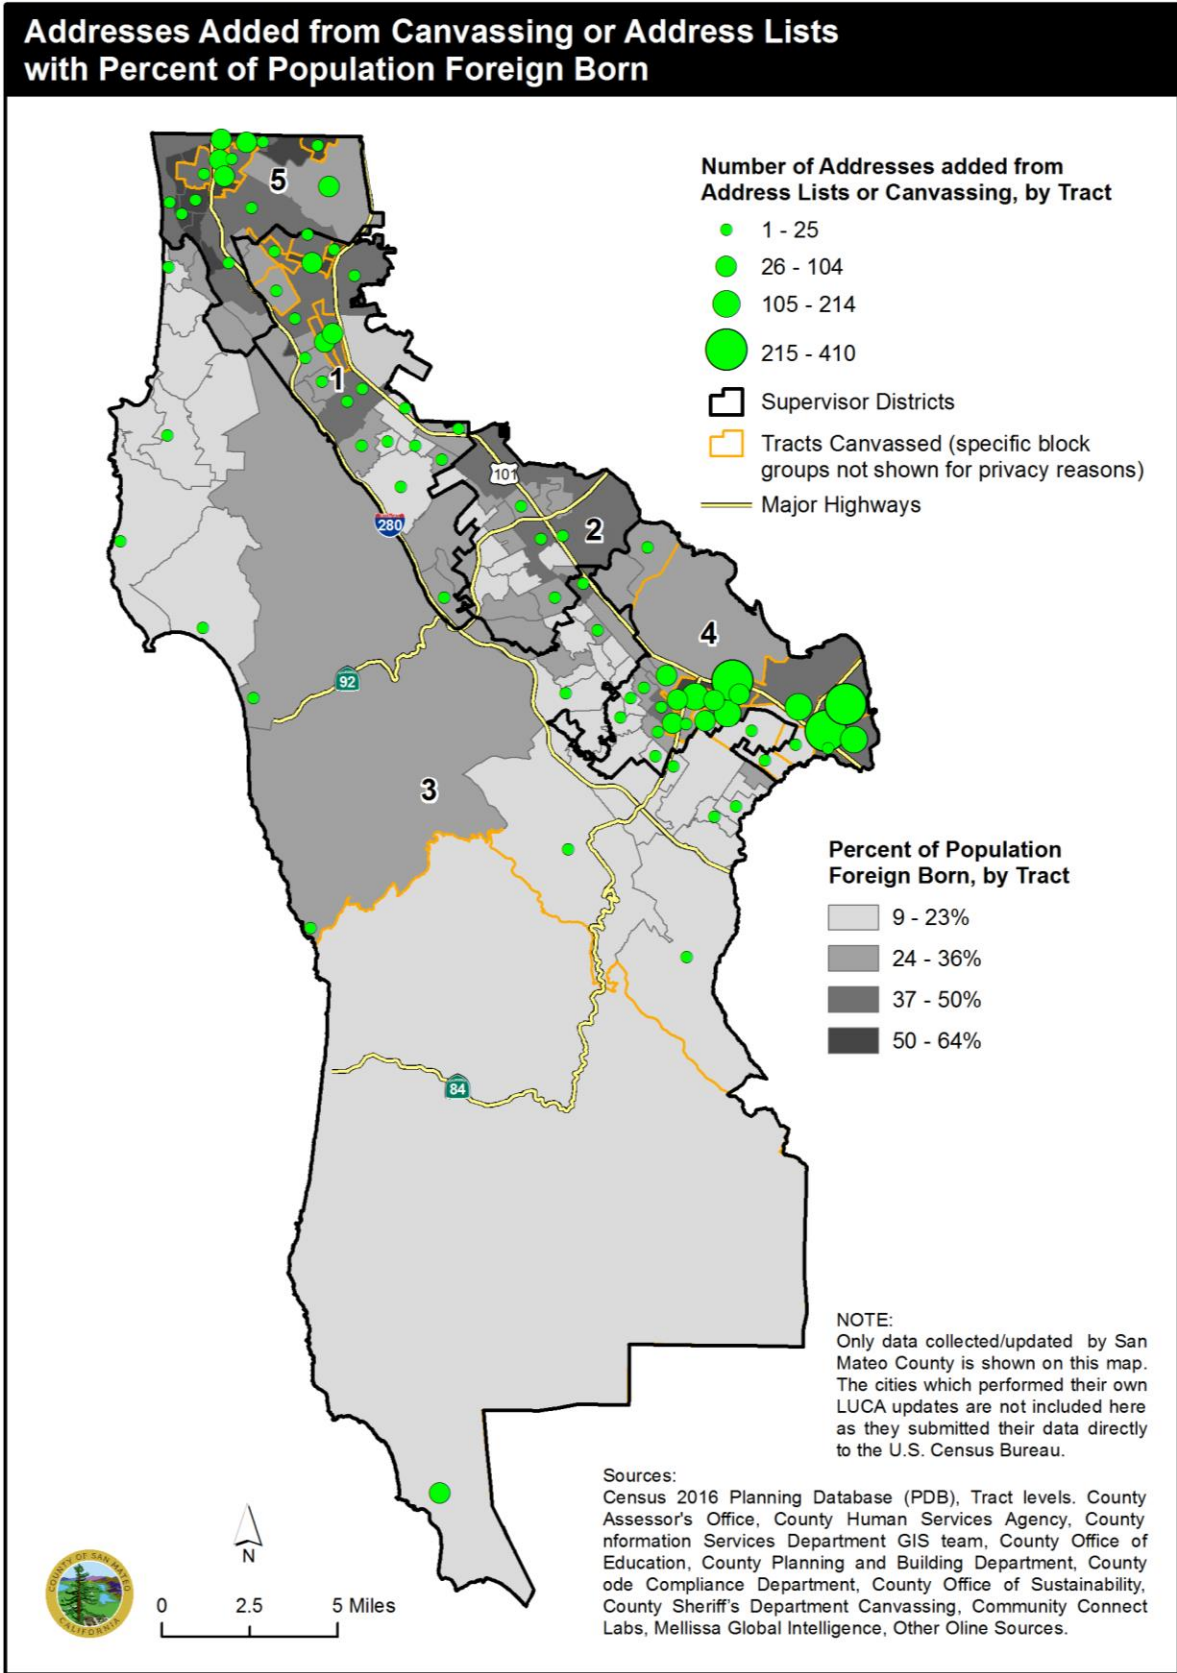 Addresses Added from Canvassing or Address Lists
with Percent of Population Foreign Born
Number of Addresses added from
Address Lists or Canvassing, by Tract
1 - 25
26 - 104
105 - 214
215 - 410
Supervisor Districts
Tracts Canvassed (specific block
groups not shown for privacy reasons)
Major Highways
5
1
101
280
2
4
92
3
84
Percent of Population
Foreign Born, by Tract
9 - 23%
24 - 36%
37 - 50%
50 - 64%
NOTE:
Only data collected/updated by San
Mateo County is shown on this map.
The cities which performed their own
LUCA updates are not included here
as they submitted their data directly
to the U.S. Census Bureau.
Sources:
Census 2016 Planning Database (PDB), Tract levels. County
Assessor's Office, County Human Services Agency, County
nformation Services Department GIS team, County Office of
Education, County Planning and Building Department, County
ode Compliance Department, County Office of Sustainability,
County Sheriff's Department Canvassing, Community Connect
Labs, Mellissa Global Intelligence, Other Oline Sources.
COUNTY OF SAN MATEO
CALIFORNIA
N
0 2.5 5 Miles